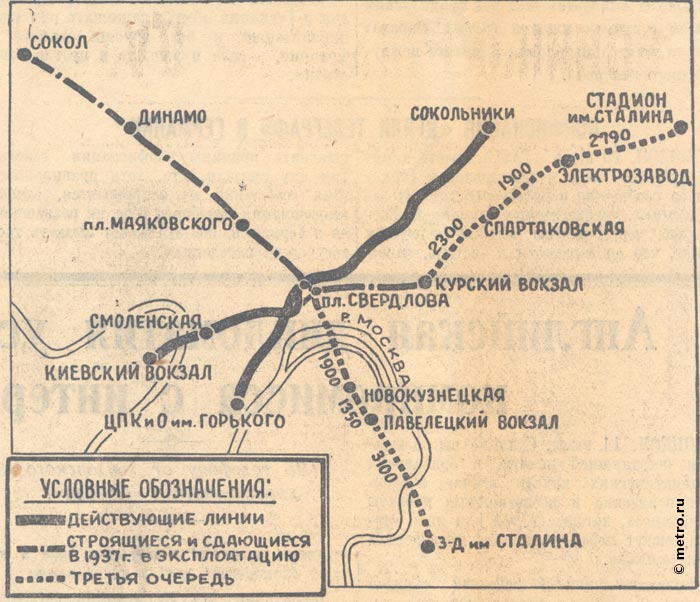 СОКОЛ
ДИНАМО
СОКОЛЬНИКИ
СТАДИОН
им. СТАЛИНА
2790
ЭЛЕКТРОЗАВОД
1900
пл. МАЯКОВСКОГО
СПАРТАКОВСКАЯ
2300
КУРСКИЙ ВОКЗАЛ
пл. СВЕРДЛОВА
СМОЛЕНСКАЯ
Р. МОСКВА
КИЕВСКИЙ ВОКЗАЛ
1900
НОВОКУЗНЕЦКАЯ
ЦПК и О им. ГОРЬКОГО
1350
ПАВЕЛЕЦКИЙ ВОКЗАЛ
3100
З-Д им СТАЛИНА
УСЛОВНЫЕ ОБОЗНАЧЕНИЯ:
ДЕЙСТВУЮЩИЕ ЛИНИИ
СТРОЯЩИЕСЯ и СДАЮЩИЕСЯ
В 1937г. в ЭКСПЛОАТАЦИЮ
ТРЕТЬЯ ОЧЕРЕДЬ
© metro.ru